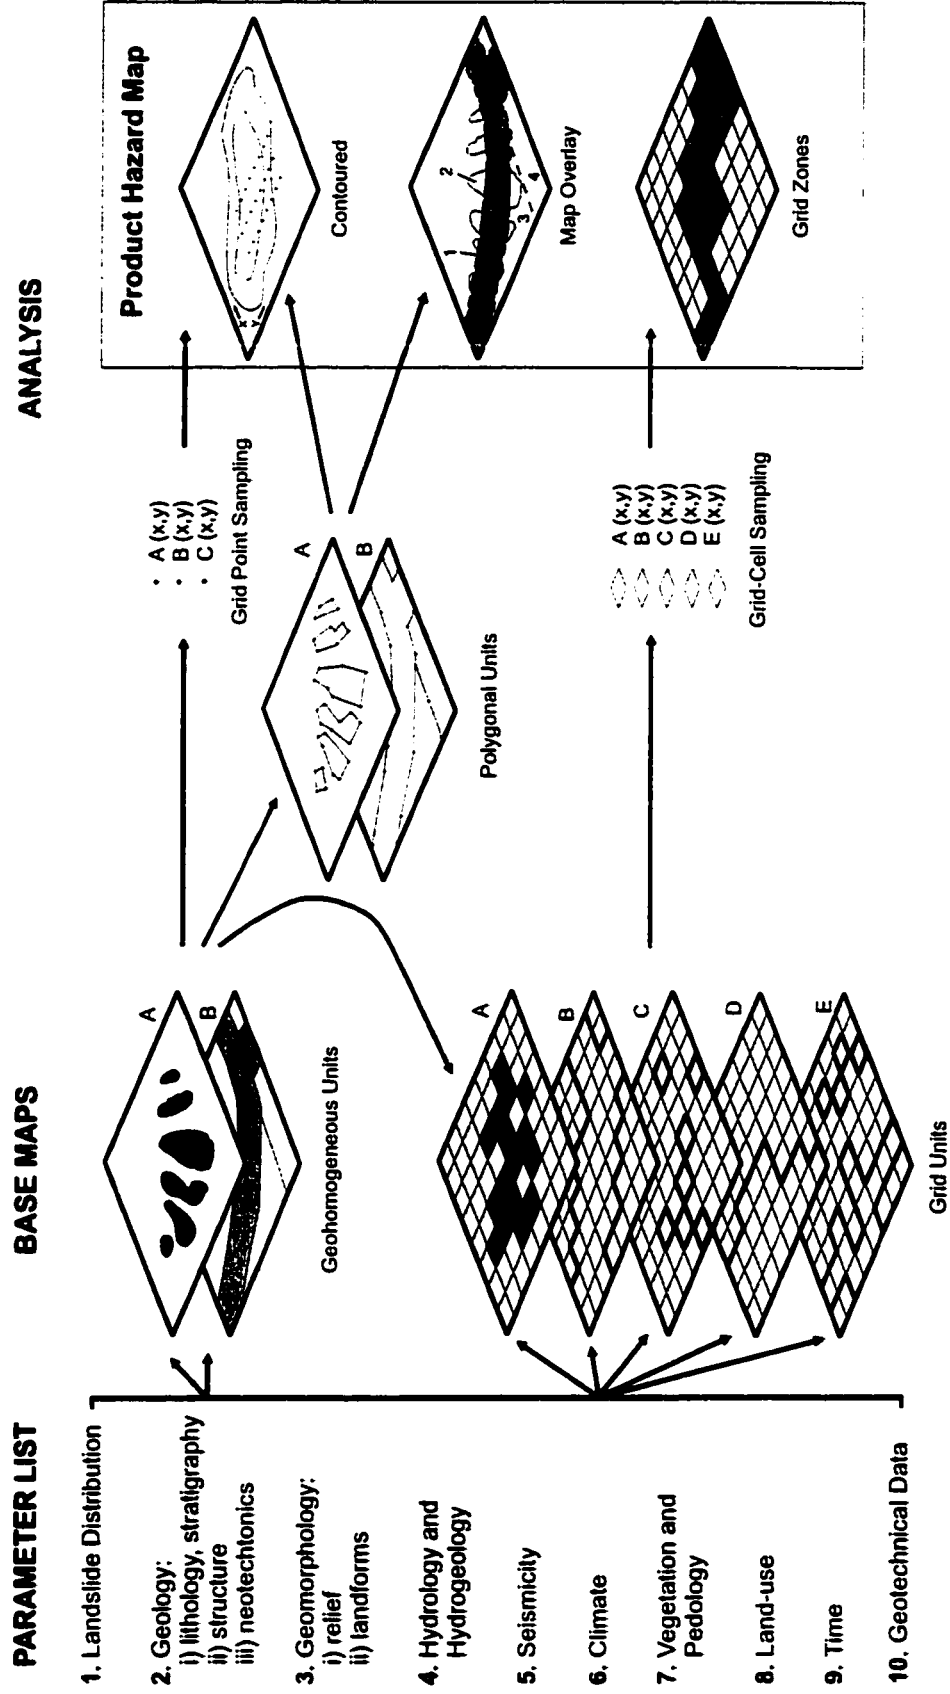 PARAMETER LIST
1. Landslide Distribution
2. Geology:
i) lithology, stratigraphy
ii) structure
iii) neotechtonics
3. Geomorphology:
i) relief
ii) landforms
4. Hydrology and
Hydrogeology
5. Seismicity
6. Climate
7. Vegetation and
Pedology
8. Land-use
9. Time
10. Geotechnical Data
BASE MAPS
A
B
Geohomogeneous Units
A
B
C
D
E
Grid Units
ANALYSIS
• A (x,y)
• B (x,y)
• C (x,y)
Grid Point Sampling
A
B
Polygonal Units
A (x,y)
B (x,y)
C (x,y)
D (x,y)
E (x,y)
Grid-Cell Sampling
Product Hazard Map
x
y
Contoured
1
2
3
4
Map Overlay
Grid Zones